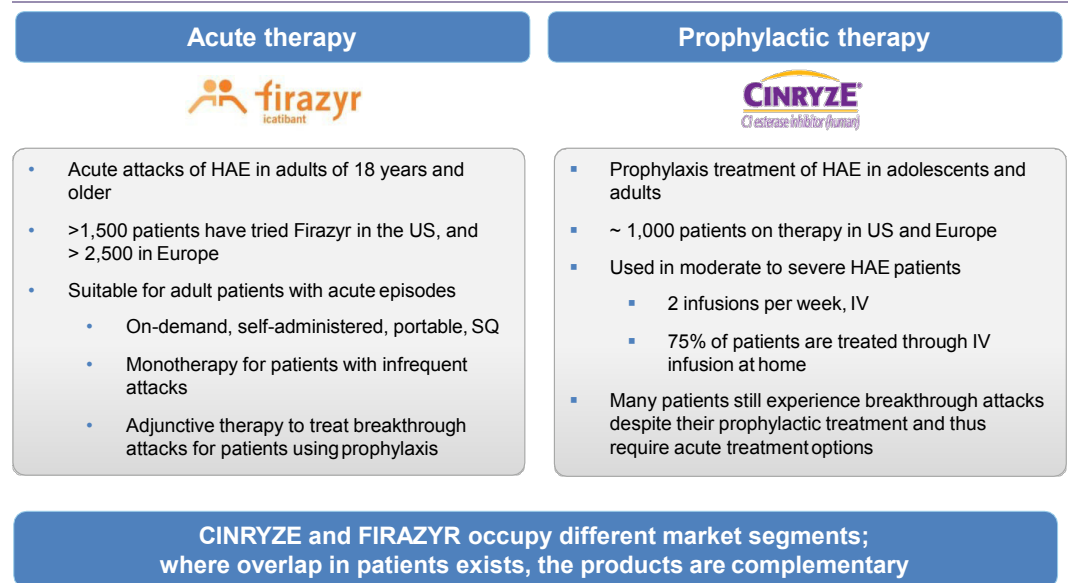 Acute therapy
Prophylactic therapy
firazyr
icatibant
CINRYZE®
C1 esterase inhibitor (human)
• Acute attacks of HAE in adults of 18 years and
older
• >1,500 patients have tried Firazyr in the US, and
> 2,500 in Europe
• Suitable for adult patients with acute episodes
• On-demand, self-administered, portable, SQ
• Monotherapy for patients with infrequent
attacks
• Adjunctive therapy to treat breakthrough
attacks for patients using prophylaxis
▪ Prophylaxis treatment of HAE in adolescents and
adults
▪ ~ 1,000 patients on therapy in US and Europe
▪ Used in moderate to severe HAE patients
▪ 2 infusions per week, IV
▪ 75% of patients are treated through IV
infusion at home
▪ Many patients still experience breakthrough attacks
despite their prophylactic treatment and thus
require acute treatment options
CINRYZE and FIRAZYR occupy different market segments;
where overlap in patients exists, the products are complementary